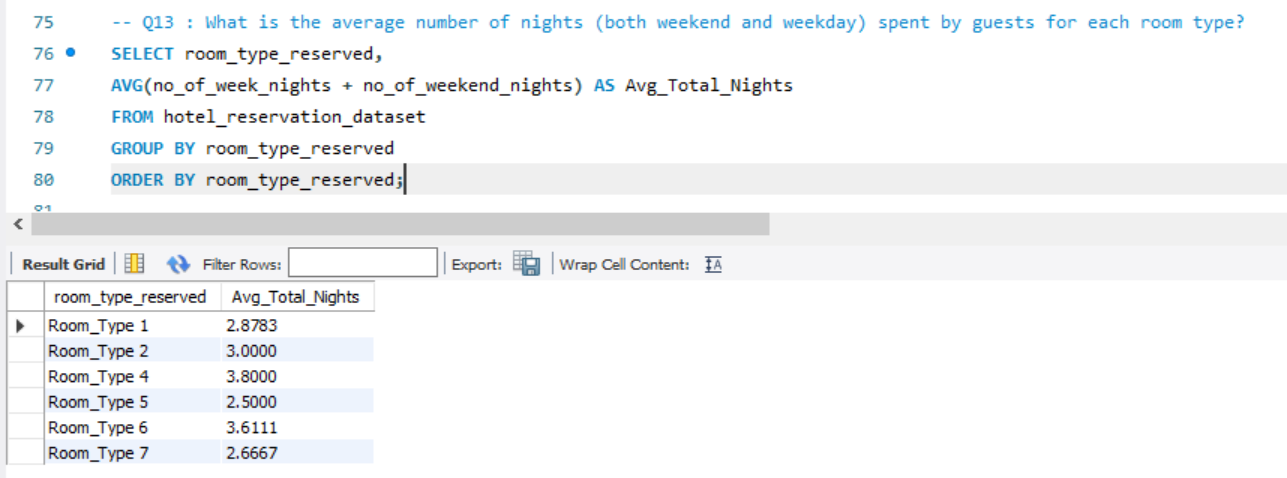 75 -- Q13 : What is the average number of nights (both weekend and weekday) spent by guests for each room type?
76 SELECT room_type_reserved,
77 AVG(no_of_week_nights + no_of_weekend_nights) AS Avg_Total_Nights
78 FROM hotel_reservation_dataset
79 GROUP BY room_type_reserved
80 ORDER BY room_type_reserved;
81
Result Grid Filter Rows: Export: Wrap Cell Content: IA
room_type_reserved Avg_Total_Nights
Room_Type 1 2.8783
Room_Type 2 3.0000
Room_Type 4 3.8000
Room_Type 5 2.5000
Room_Type 6 3.6111
Room_Type 7 2.6667